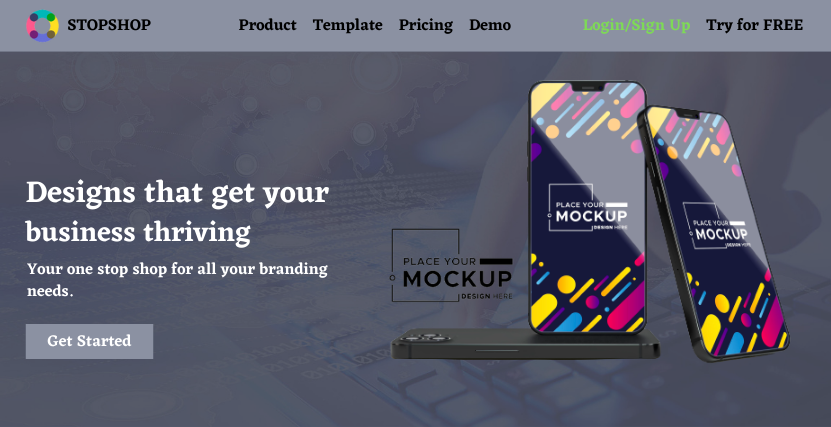 STOPSHOP
Product Template Pricing Demo
Login/Sign Up Try for FREE
Designs that get your
business thriving
Your one stop shop for all your branding
needs.
Get Started
PLACE YOUR
MOCKUP
DESIGN HERE
PLACE YOUR
MOCKUP
DESIGN HERE
PLACE YOUR
MOCKUP
DESIGN HERE